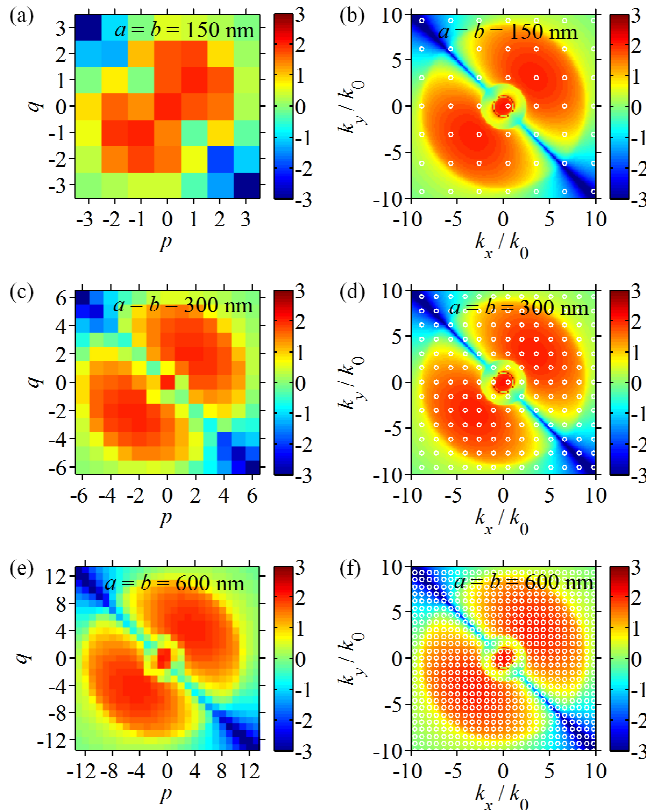 (a)
a = b = 150 nm
3
2
1
0
-1
-2
-3
q
-3 -2 -1 0 1 2 3
p
3
2
1
0
-1
-2
-3
(b)
a = b = 150 nm
10
5
0
-5
-10
k_y / k_0
-10 -5 0 5 10
k_x / k_0
3
2
1
0
-1
-2
-3
(c)
a = b = 300 nm
6
4
2
0
-2
-4
-6
q
-6 -4 -2 0 2 4 6
p
3
2
1
0
-1
-2
-3
(d)
a = b = 300 nm
10
5
0
-5
-10
k_y / k_0
-10 -5 0 5 10
k_x / k_0
3
2
1
0
-1
-2
-3
(e)
a = b = 600 nm
12
8
4
0
-4
-8
-12
q
-12 -8 -4 0 4 8 12
p
3
2
1
0
-1
-2
-3
(f)
a = b = 600 nm
10
5
0
-5
-10
k_y / k_0
-10 -5 0 5 10
k_x / k_0
3
2
1
0
-1
-2
-3